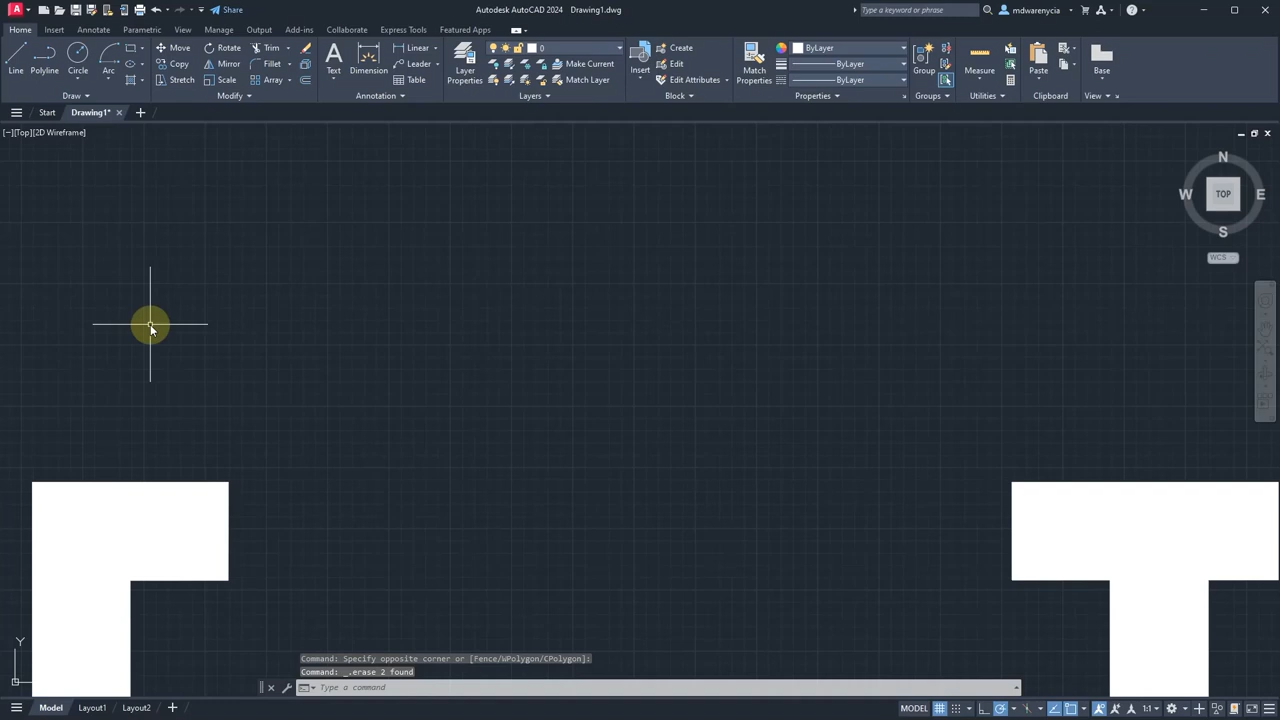 A Autodesk AutoCAD 2024 Drawing1.dwg
Share
Type a keyword or phrase
mdwarenycia
Home Insert Annotate Parametric View Manage Output Add-ins Collaborate Express Tools Featured Apps
Line Polyline Circle Arc
Move Rotate Trim
Copy Mirror Fillet
Stretch Scale Array
Text Dimension
Linear
Leader
Table
Layer Properties
0
Make Current
Match Layer
Insert
Create
Edit
Edit Attributes
Match Properties
ByLayer
ByLayer
ByLayer
Group
Measure
Paste
Base
Draw Modify Annotation Layers Block Properties Groups Utilities Clipboard View
Start Drawing1*
[−][Top][2D Wireframe]
N
W TOP E
S
WCS
Y
Command: Specify opposite corner or [Fence/WPolygon/CPolygon]:
Command: _.erase 2 found
Type a command
Model Layout1 Layout2
MODEL
1:1